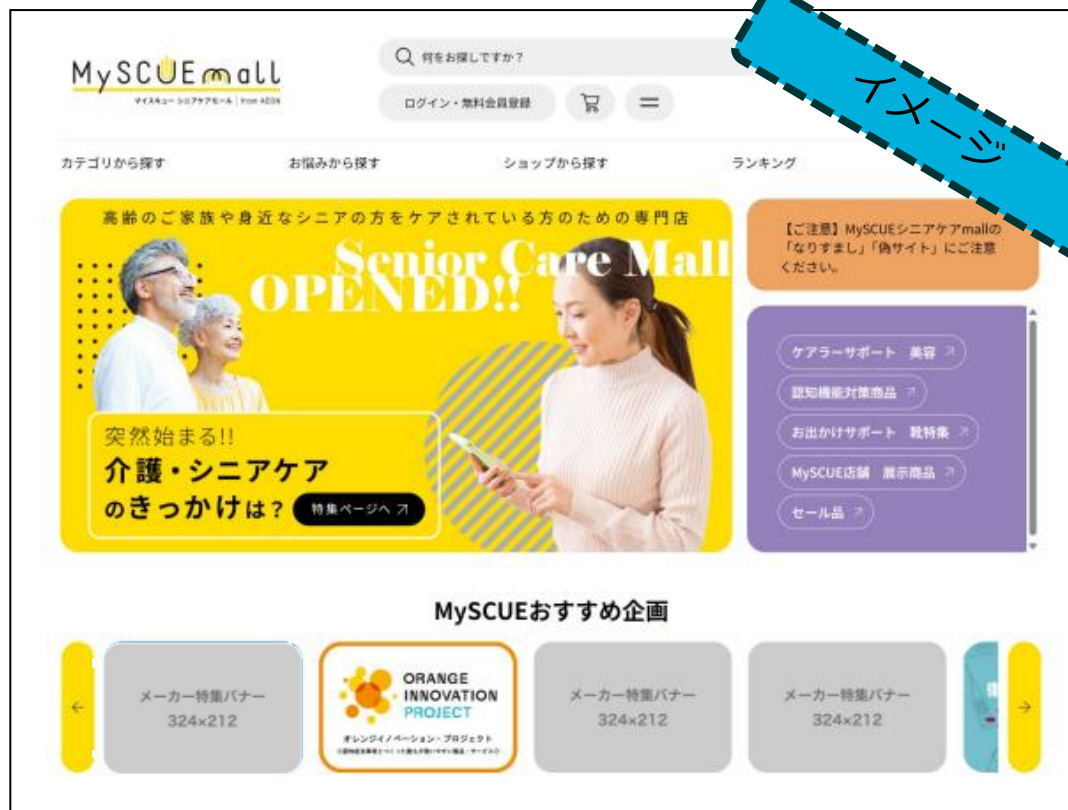 MySCUEmall
マイスキュー シニアケアモール | from AEON
何をお探しですか？
ログイン・無料会員登録
イメージ
カテゴリから探す
お悩みから探す
ショップから探す
ランキング
高齢のご家族や身近なシニアの方をケアされている方のための専門店
Senior Care Mall
OPENED!!
突然始まる!!
介護・シニアケア
のきっかけは？
特集ページへ
【ご注意】MySCUEシニアケアmallの
「なりすまし」「偽サイト」にご注意
ください。
ケアラーサポート 美容
認知機能対策商品
お出かけサポート 靴特集
MySCUE店舗 展示商品
セール品
MySCUEおすすめ企画
メーカー特集バナー
324×212
ORANGE
INNOVATION
PROJECT
オレンジイノベーション・プロジェクト
メーカー特集バナー
324×212
メーカー特集バナー
324×212